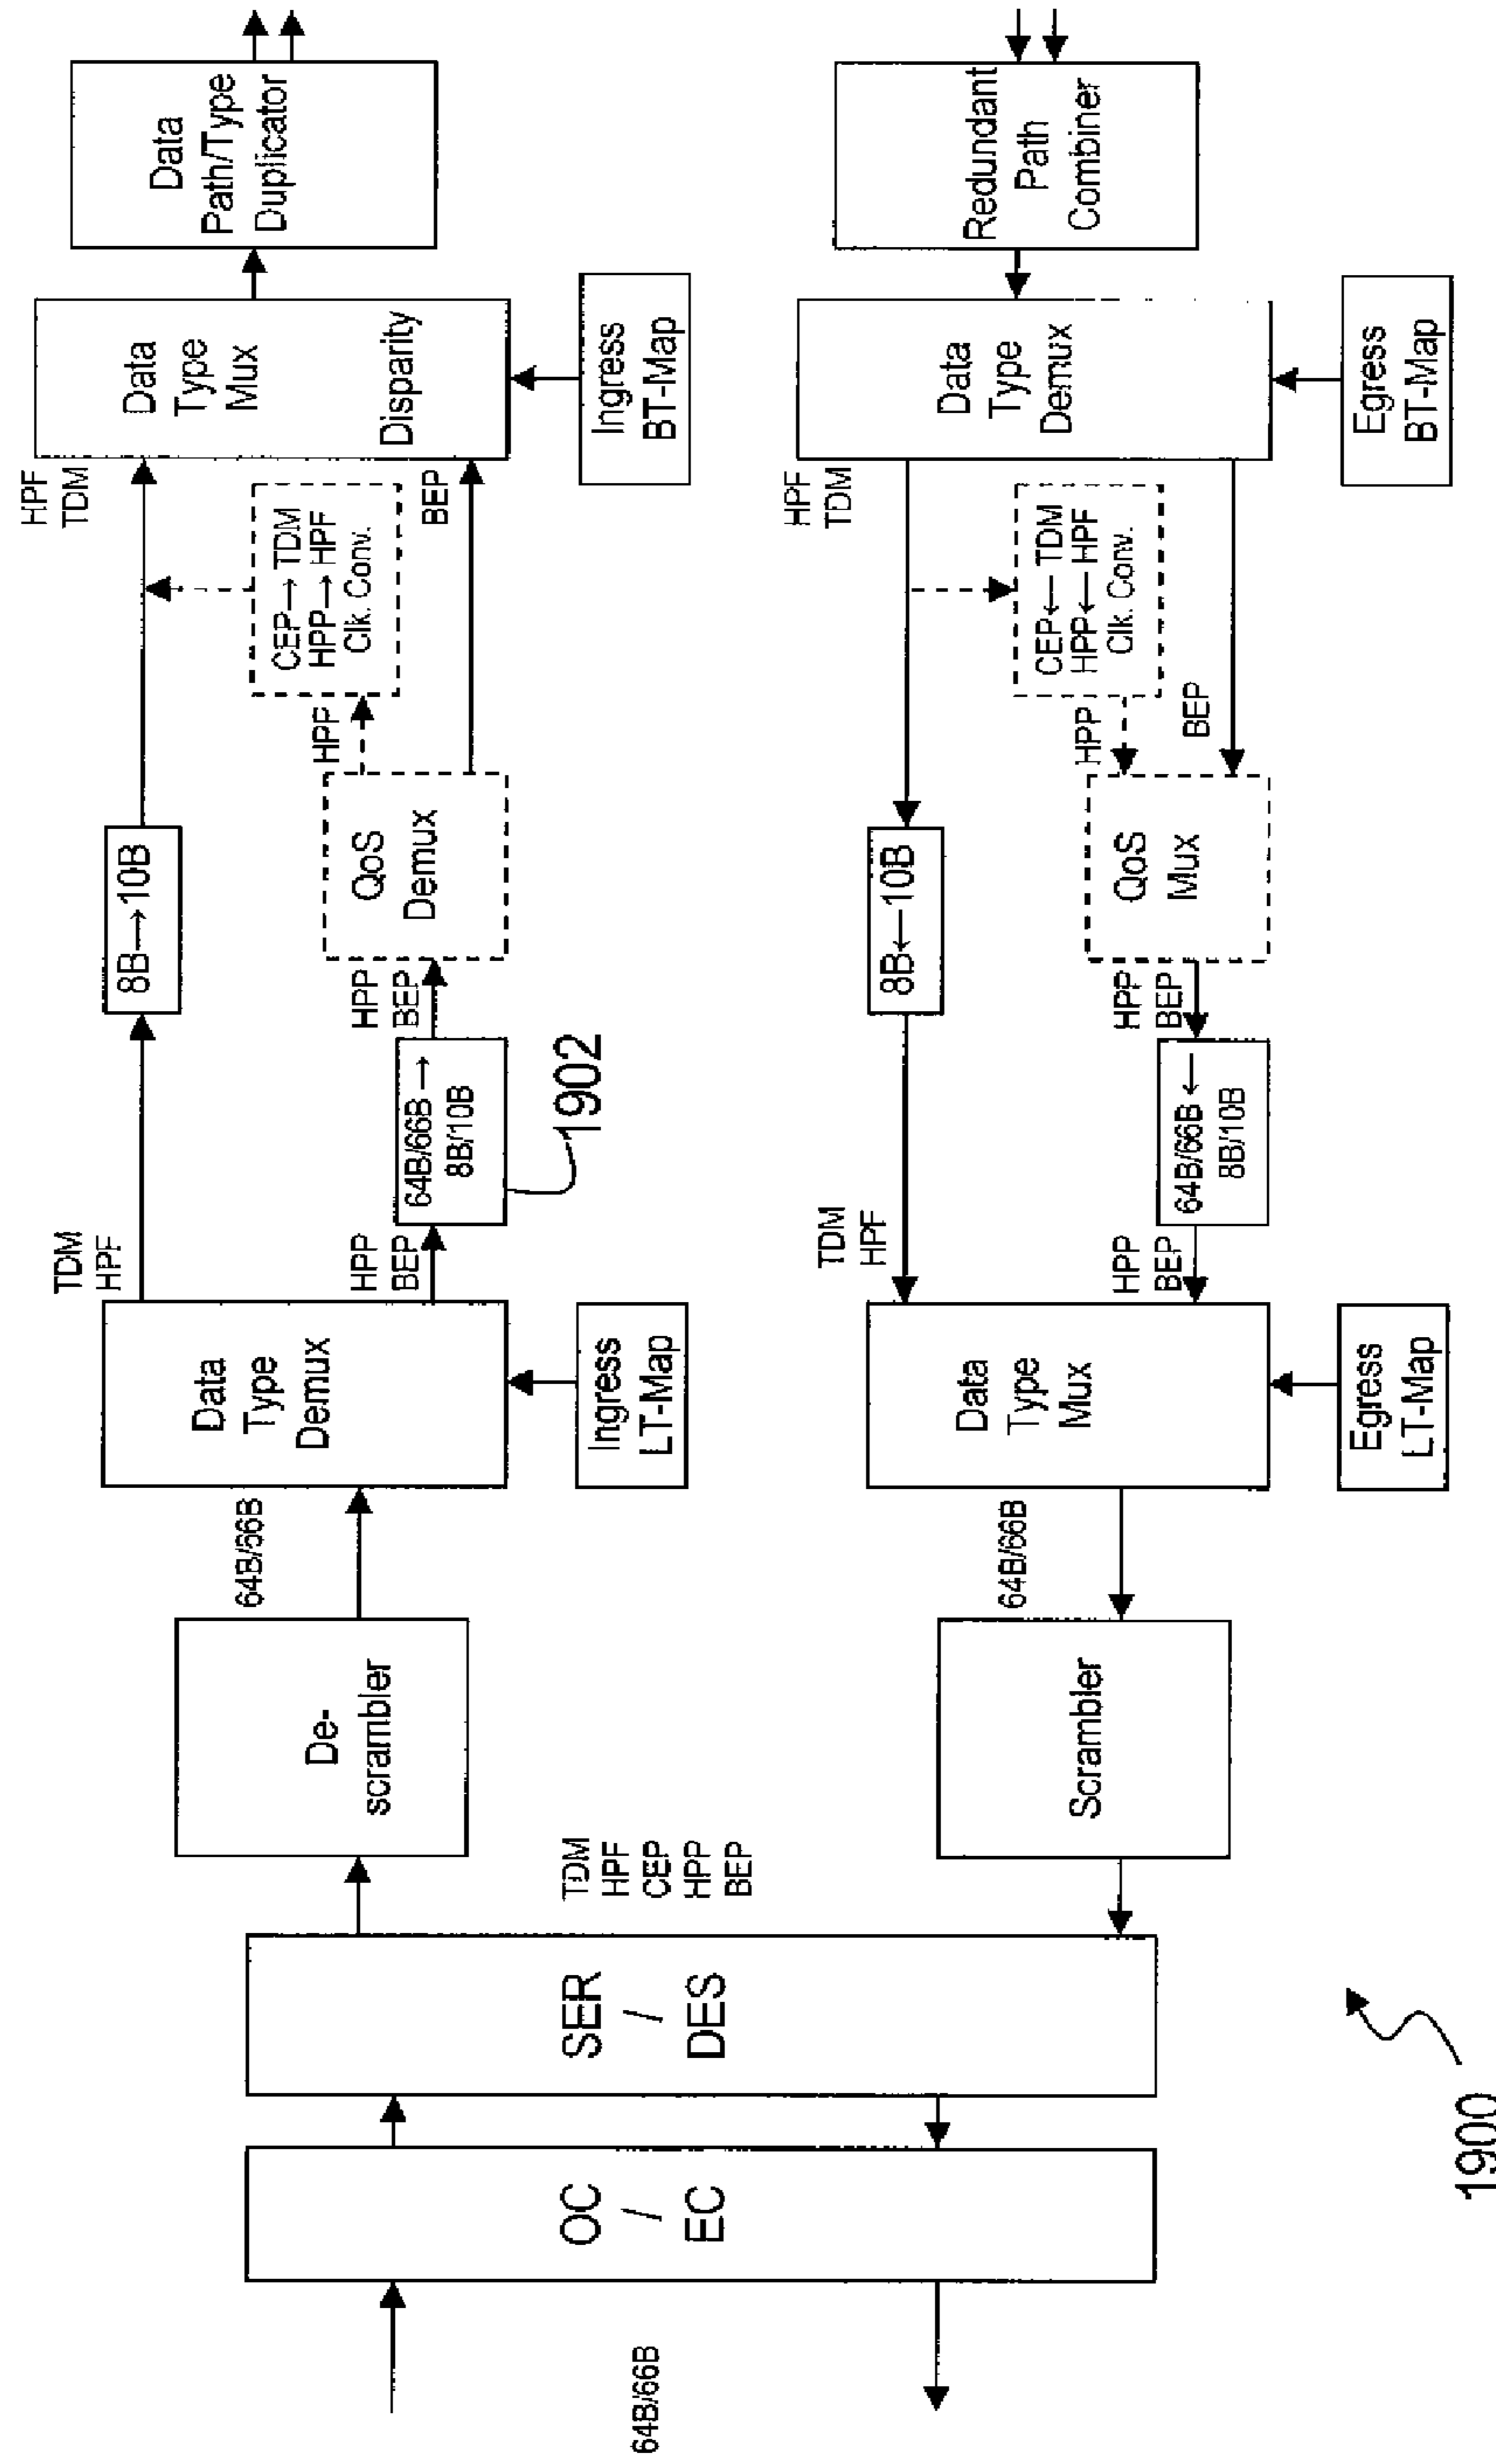 64B/66B
OC
/
EC
SER
/
DES
TDM
HPF
CEP
HPP
BEP
De-
scrambler
64B/66B
Data
Type
Demux
Ingress
LT-Map
TDM
HPF
HPP
BEP
8B→10B
64B/66B →
8B/10B
1902
HPP
BEP
QoS
Demux
HPP
CEP→ TDM
HPP→ HPF
Clk. Conv.
BEP
HPF
TDM
Data
Type
Mux
Disparity
Ingress
BT-Map
Data
Path/Type
Duplicator
Scrambler
64B/66B
Data
Type
Mux
Egress
LT-Map
TDM
HPF
HPP
BEP
8B←10B
64B/66B ←
8B/10B
HPP
BEP
QoS
Mux
HPP
CEP← TDM
HPP← HPF
Clk. Conv.
BEP
HPF
TDM
Data
Type
Demux
Egress
BT-Map
Redundant
Path
Combiner
1900